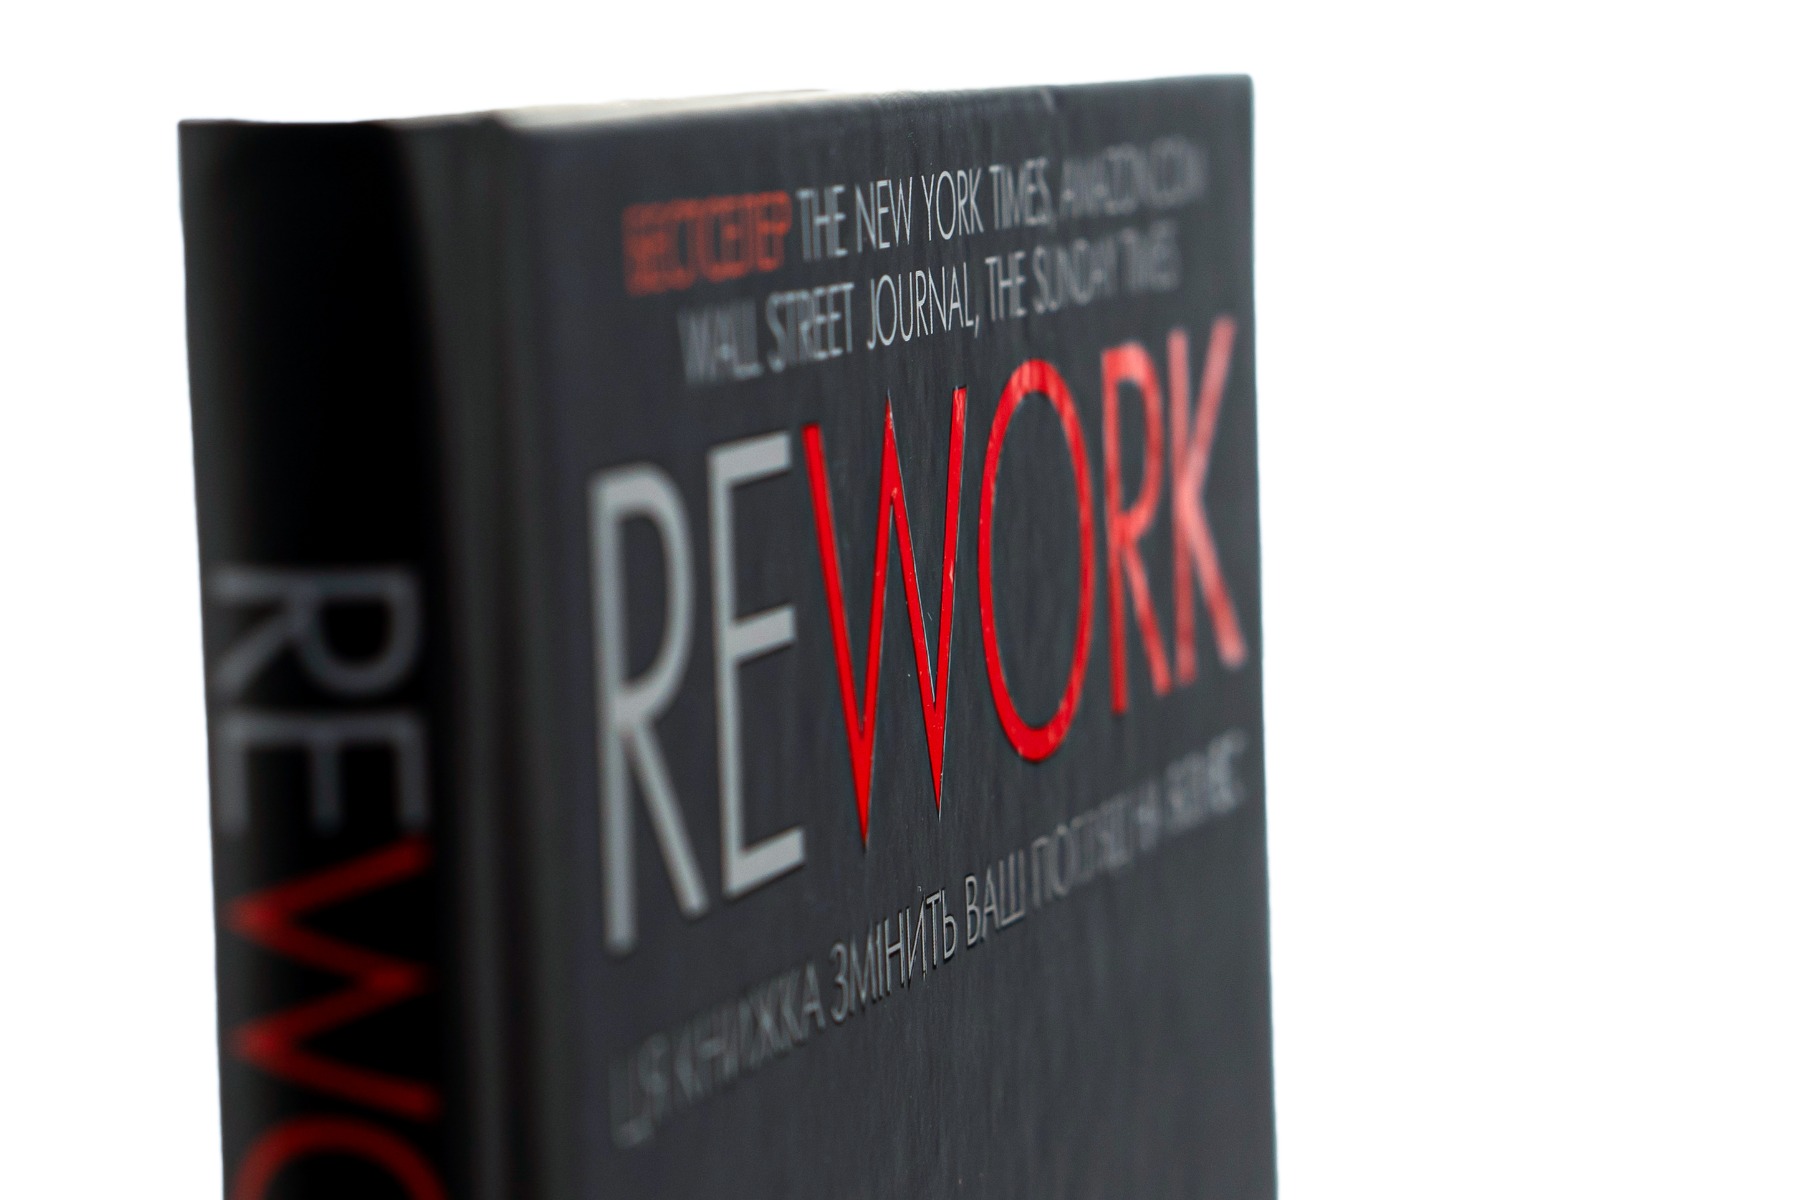 БЕСТСЕЛЕР THE NEW YORK TIMES, AMAZON.COM
WALL STREET JOURNAL, THE SUNDAY TIMES
REWORK
ЦЯ КНИЖКА ЗМІНИТЬ ВАШ ПОГЛЯД НА БІЗНЕС
REWO